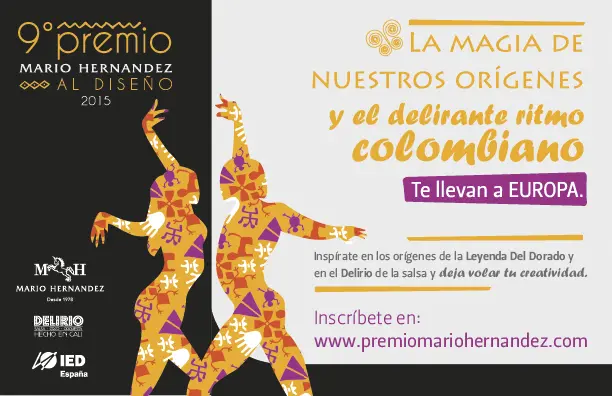 9º premio
MARIO HERNANDEZ
AL DISEÑO
2015
LA MAGIA DE
NUESTROS ORÍGENES
y el delirante ritmo
colombiano
Te llevan a EUROPA.
Inspírate en los orígenes de la Leyenda Del Dorado y
en el Delirio de la salsa y deja volar tu creatividad.
Inscríbete en:
www.premiomariohernandez.com
M H
MARIO HERNANDEZ
Desde 1978
DELIRIO
HECHO EN CALI
IED
España